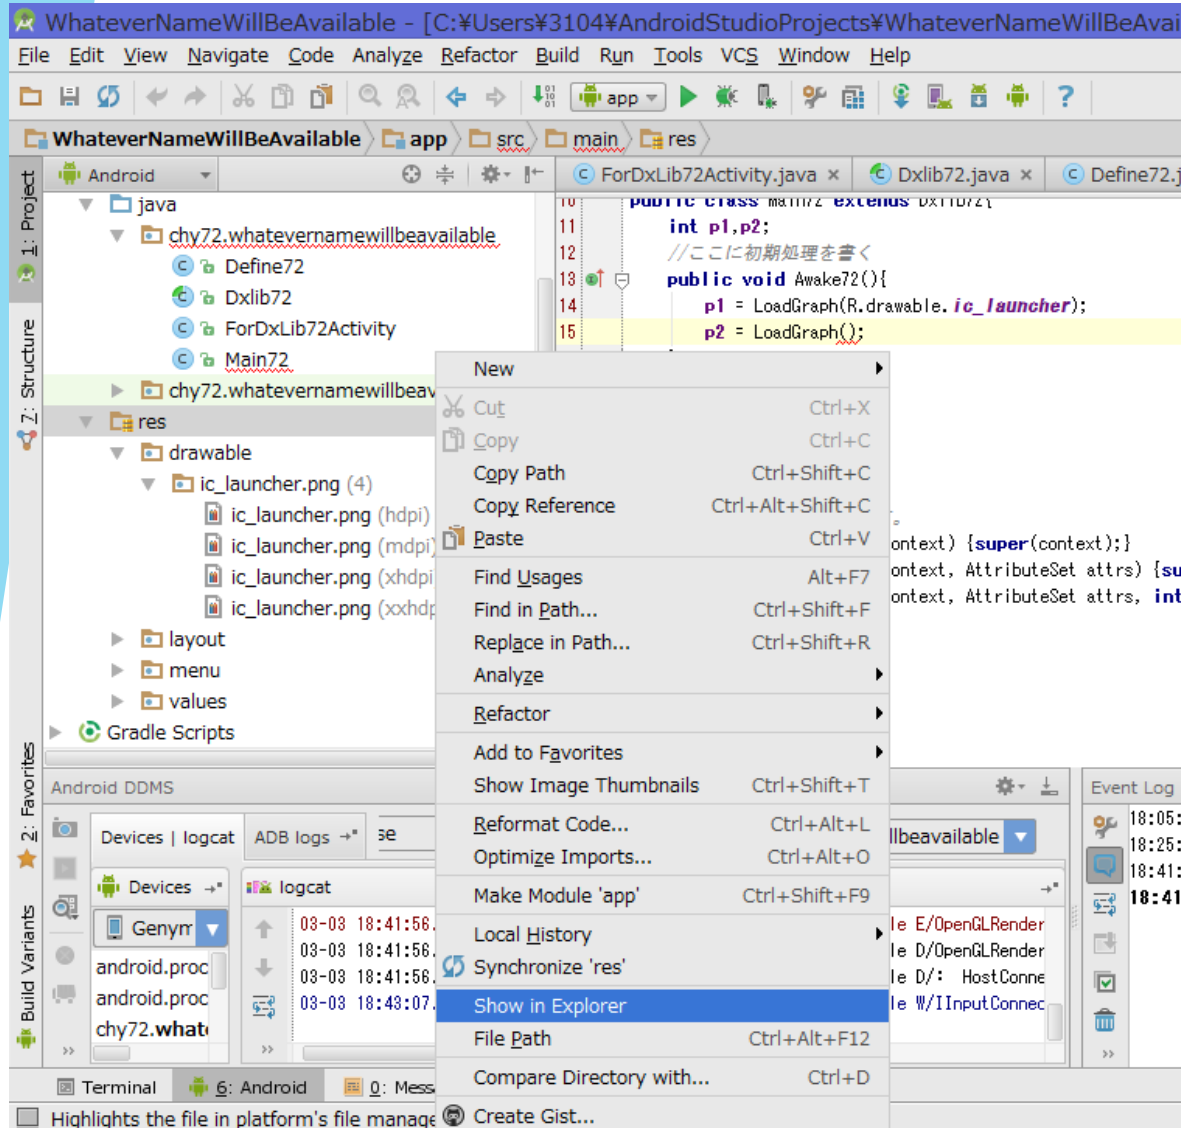 WhateverNameWillBeAvailable - [C:¥Users¥3104¥AndroidStudioProjects¥WhateverNameWillBeAvai
File Edit View Navigate Code Analyze Refactor Build Run Tools VCS Window Help
app
WhateverNameWillBeAvailable app src main res
1: Project
Android
ForDxLib72Activity.java × Dxlib72.java × Define72.j
java
chy72.whatevernamewillbeavailable
Define72
Dxlib72
ForDxLib72Activity
Main72
chy72.whatevernamewillbeav
res
drawable
ic_launcher.png (4)
ic_launcher.png (hdpi)
ic_launcher.png (mdpi)
ic_launcher.png (xhdpi
ic_launcher.png (xxhdp
layout
menu
values
Gradle Scripts
7: Structure
2: Favorites
Build Variants
10 public class Main72 extends Dxlib72{
11 int p1,p2;
12 //ここに初期処理を書く
13 public void Awake72(){
14 p1 = LoadGraph(R.drawable.ic_launcher);
15 p2 = LoadGraph();
。
ontext) {super(context);}
ontext, AttributeSet attrs) {su
ontext, AttributeSet attrs, int
New
Cut Ctrl+X
Copy Ctrl+C
Copy Path Ctrl+Shift+C
Copy Reference Ctrl+Alt+Shift+C
Paste Ctrl+V
Find Usages Alt+F7
Find in Path... Ctrl+Shift+F
Replace in Path... Ctrl+Shift+R
Analyze
Refactor
Add to Favorites
Show Image Thumbnails Ctrl+Shift+T
Reformat Code... Ctrl+Alt+L
Optimize Imports... Ctrl+Alt+O
Make Module 'app' Ctrl+Shift+F9
Local History
Synchronize 'res'
Show in Explorer
File Path Ctrl+Alt+F12
Compare Directory with... Ctrl+D
Create Gist...
Android DDMS
Devices | logcat ADB logs se llbeavailable
Devices logcat
Genym
android.proc
android.proc
chy72.what
03-03 18:41:56. le E/OpenGLRender
03-03 18:41:56. le D/OpenGLRender
03-03 18:41:56. le D/: HostConne
03-03 18:43:07. le W/IInputConnec
Event Log
18:05:
18:25:
18:41:
18:41
Terminal 6: Android 0: Mess
Highlights the file in platform's file manage